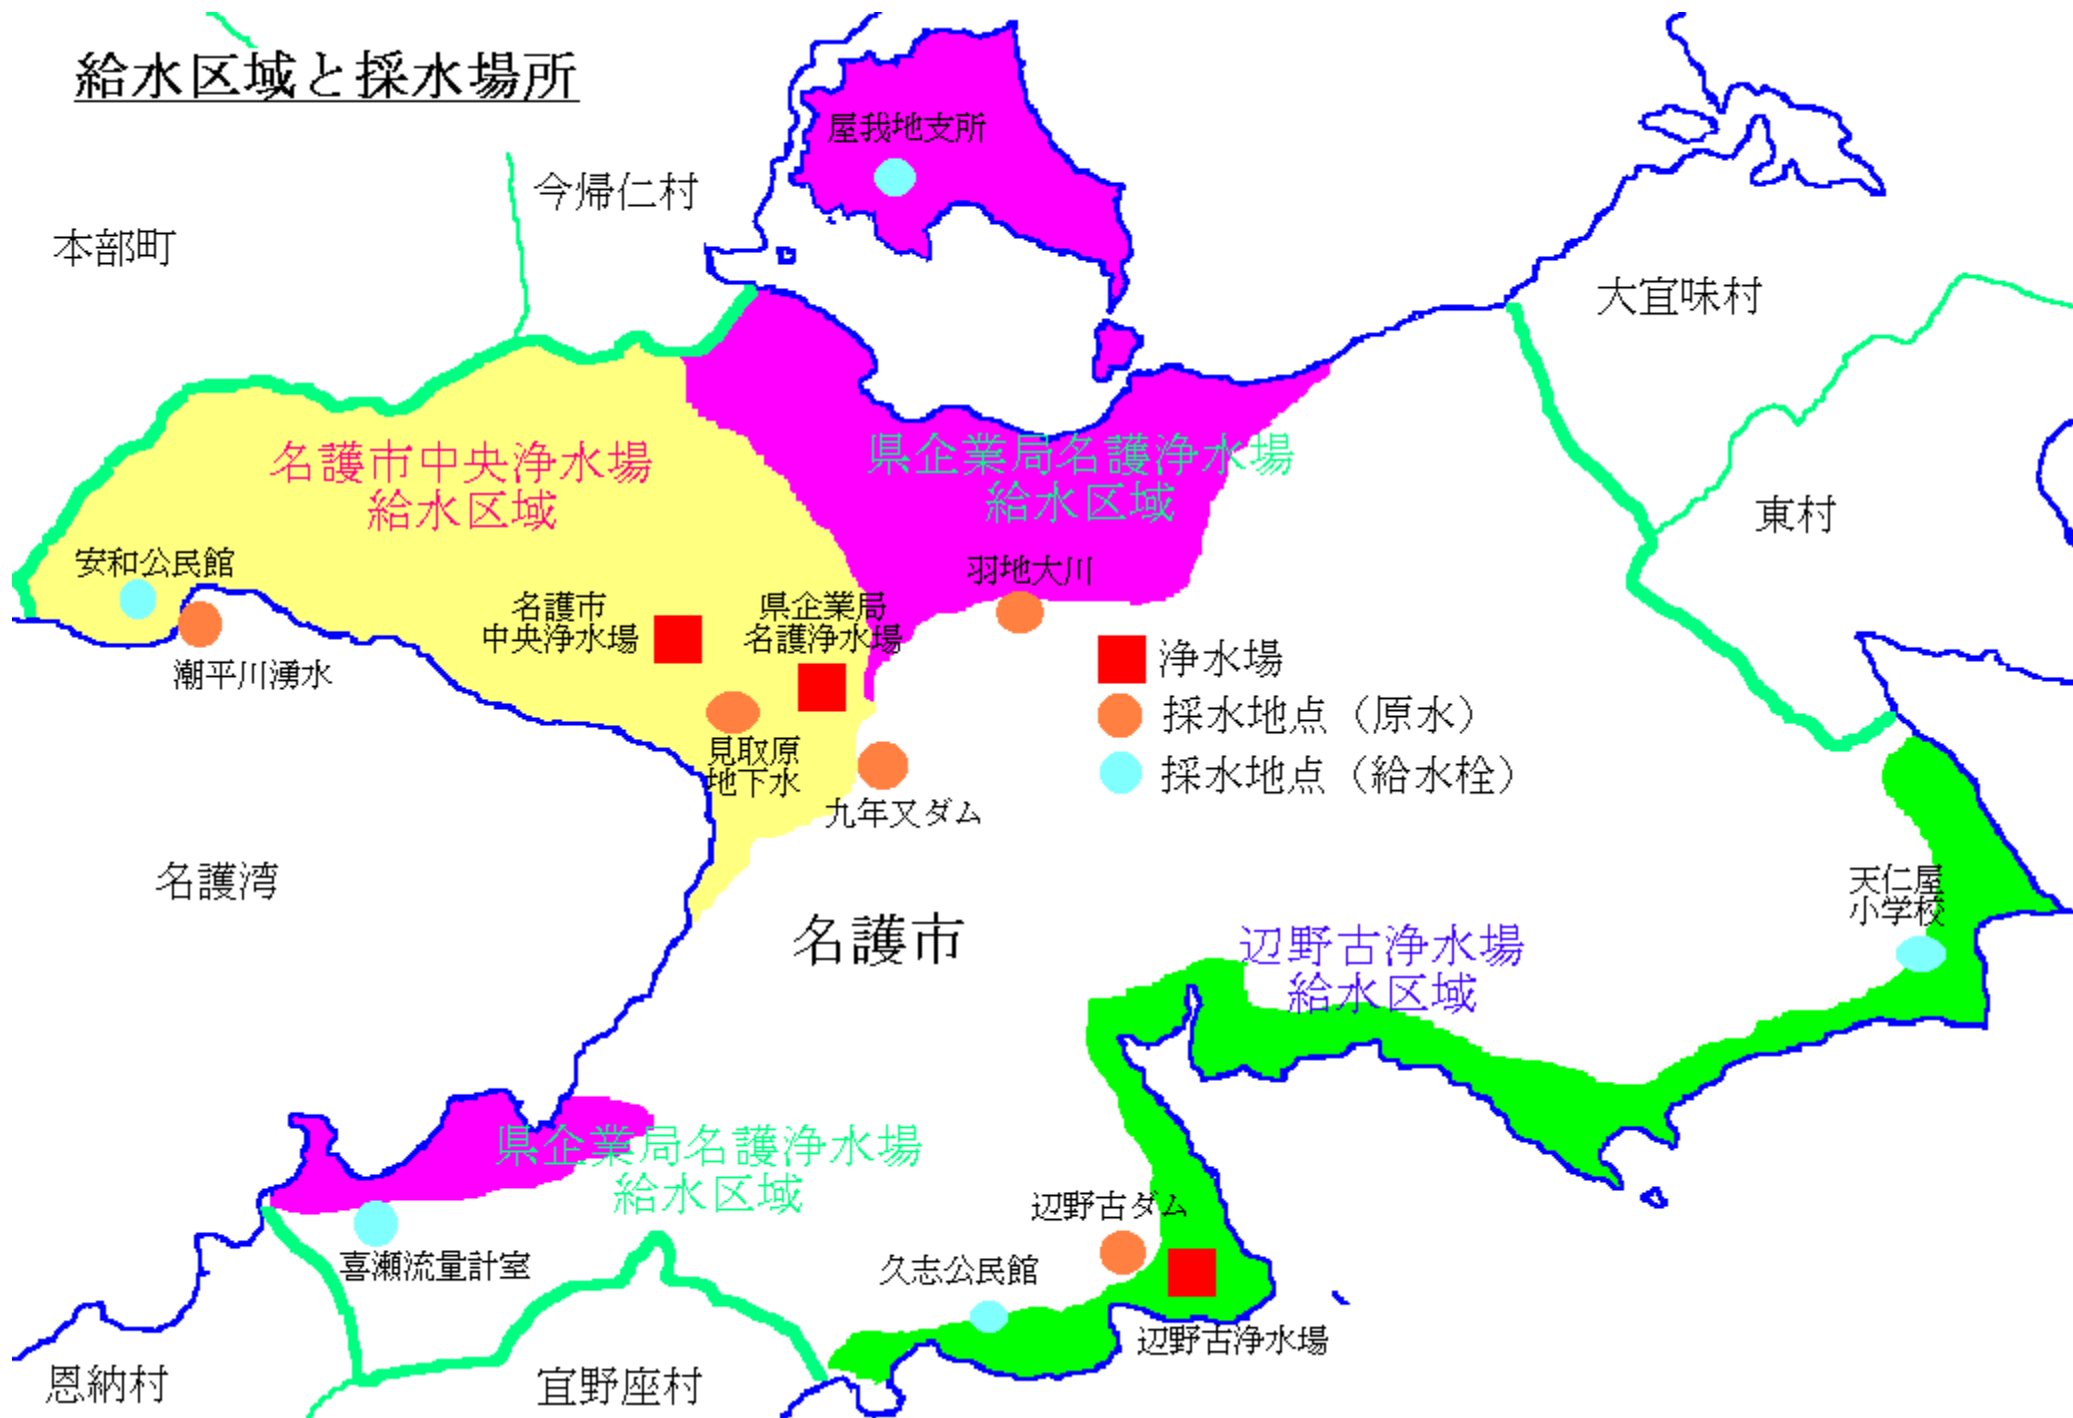 給水区域と採水場所
屋我地支所
今帰仁村
本部町
大宜味村
名護市中央浄水場
給水区域
県企業局名護浄水場
給水区域
東村
安和公民館
羽地大川
名護市
中央浄水場
県企業局
名護浄水場
浄水場
潮平川湧水
採水地点（原水）
見取原
地下水
採水地点（給水栓）
九年又ダム
名護湾
天仁屋
小学校
名護市
辺野古浄水場
給水区域
県企業局名護浄水場
給水区域
辺野古ダム
喜瀬流量計室
久志公民館
辺野古浄水場
恩納村
宜野座村